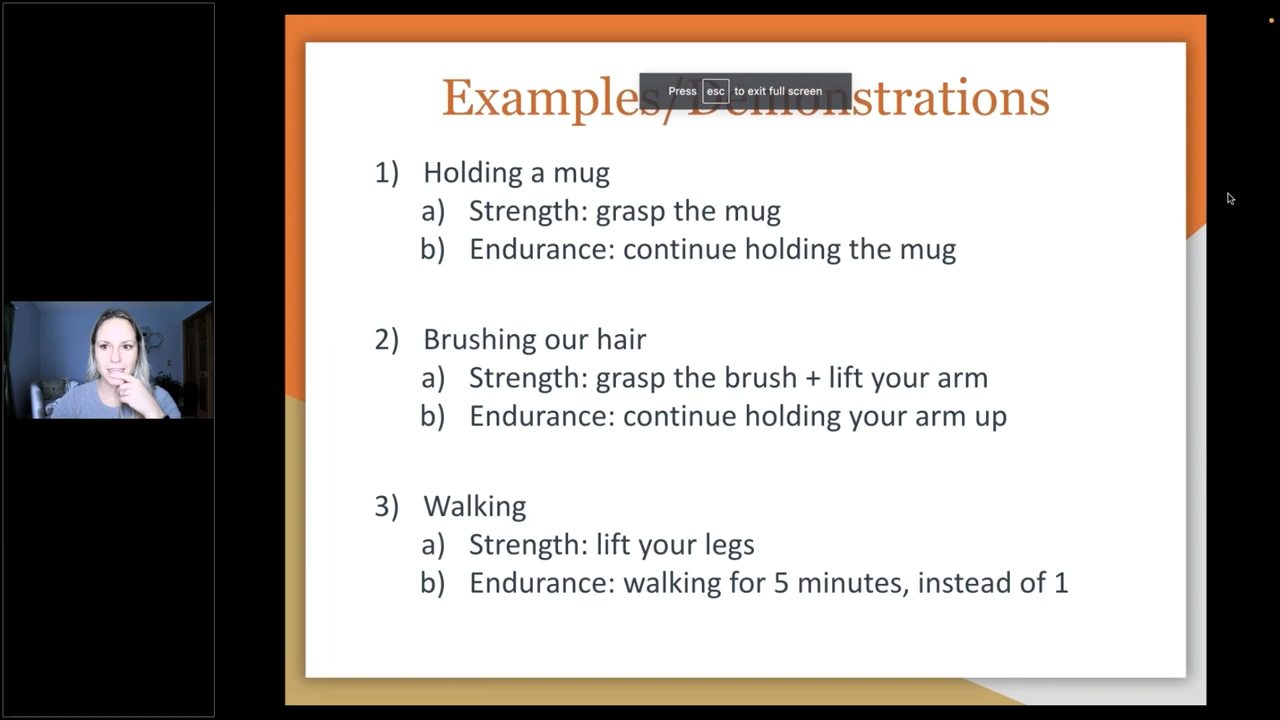 Examples/Demonstrations
Press esc to exit full screen
1) Holding a mug
a) Strength: grasp the mug
b) Endurance: continue holding the mug
2) Brushing our hair
a) Strength: grasp the brush + lift your arm
b) Endurance: continue holding your arm up
3) Walking
a) Strength: lift your legs
b) Endurance: walking for 5 minutes, instead of 1